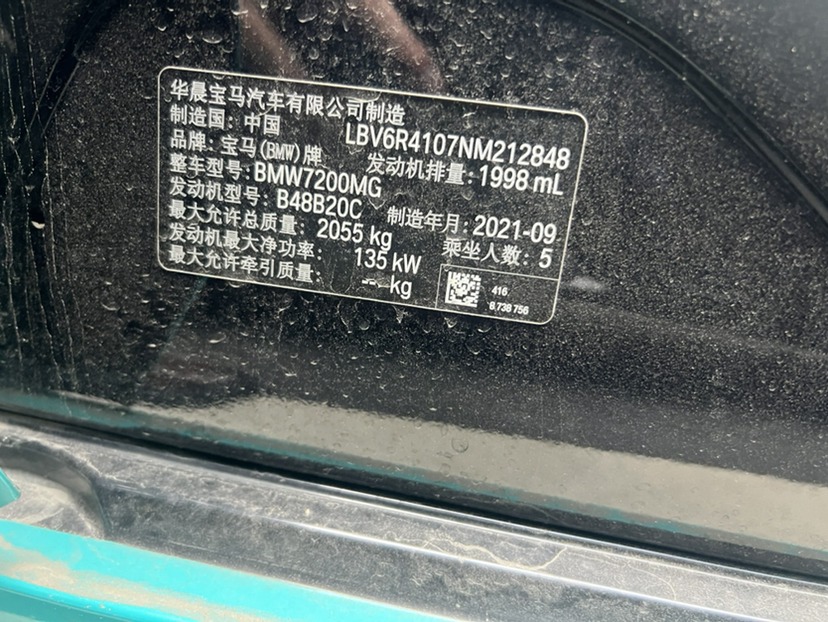 华晨宝马汽车有限公司制造
制造国：中国 LBV6R4107NM212848
品牌：宝马(BMW)牌 发动机排量：1998 mL
整车型号：BMW7200MG
发动机型号：B48B20C 制造年月：2021-09
最大允许总质量：2055 kg 乘坐人数：5
发动机最大净功率：135 kW
最大允许牵引质量：-- kg
416
8 738 756